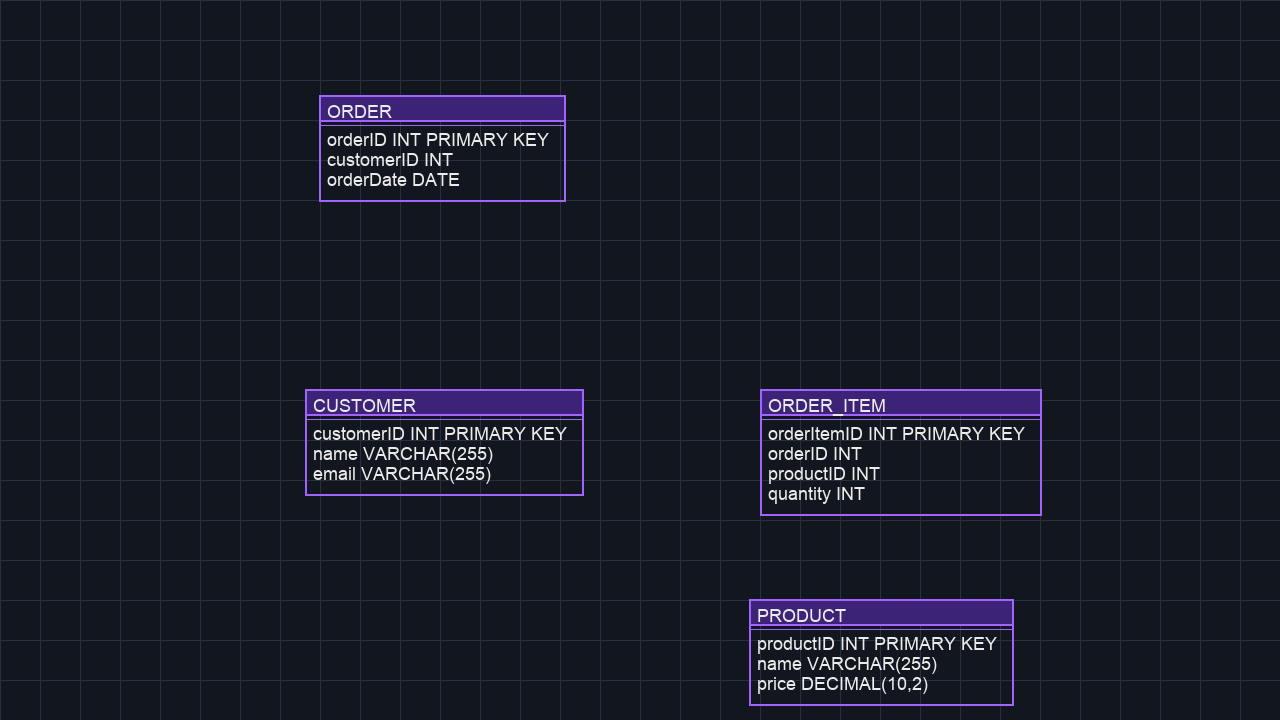 ORDER
orderID INT PRIMARY KEY
customerID INT
orderDate DATE
CUSTOMER
customerID INT PRIMARY KEY
name VARCHAR(255)
email VARCHAR(255)
ORDER_ITEM
orderItemID INT PRIMARY KEY
orderID INT
productID INT
quantity INT
PRODUCT
productID INT PRIMARY KEY
name VARCHAR(255)
price DECIMAL(10,2)